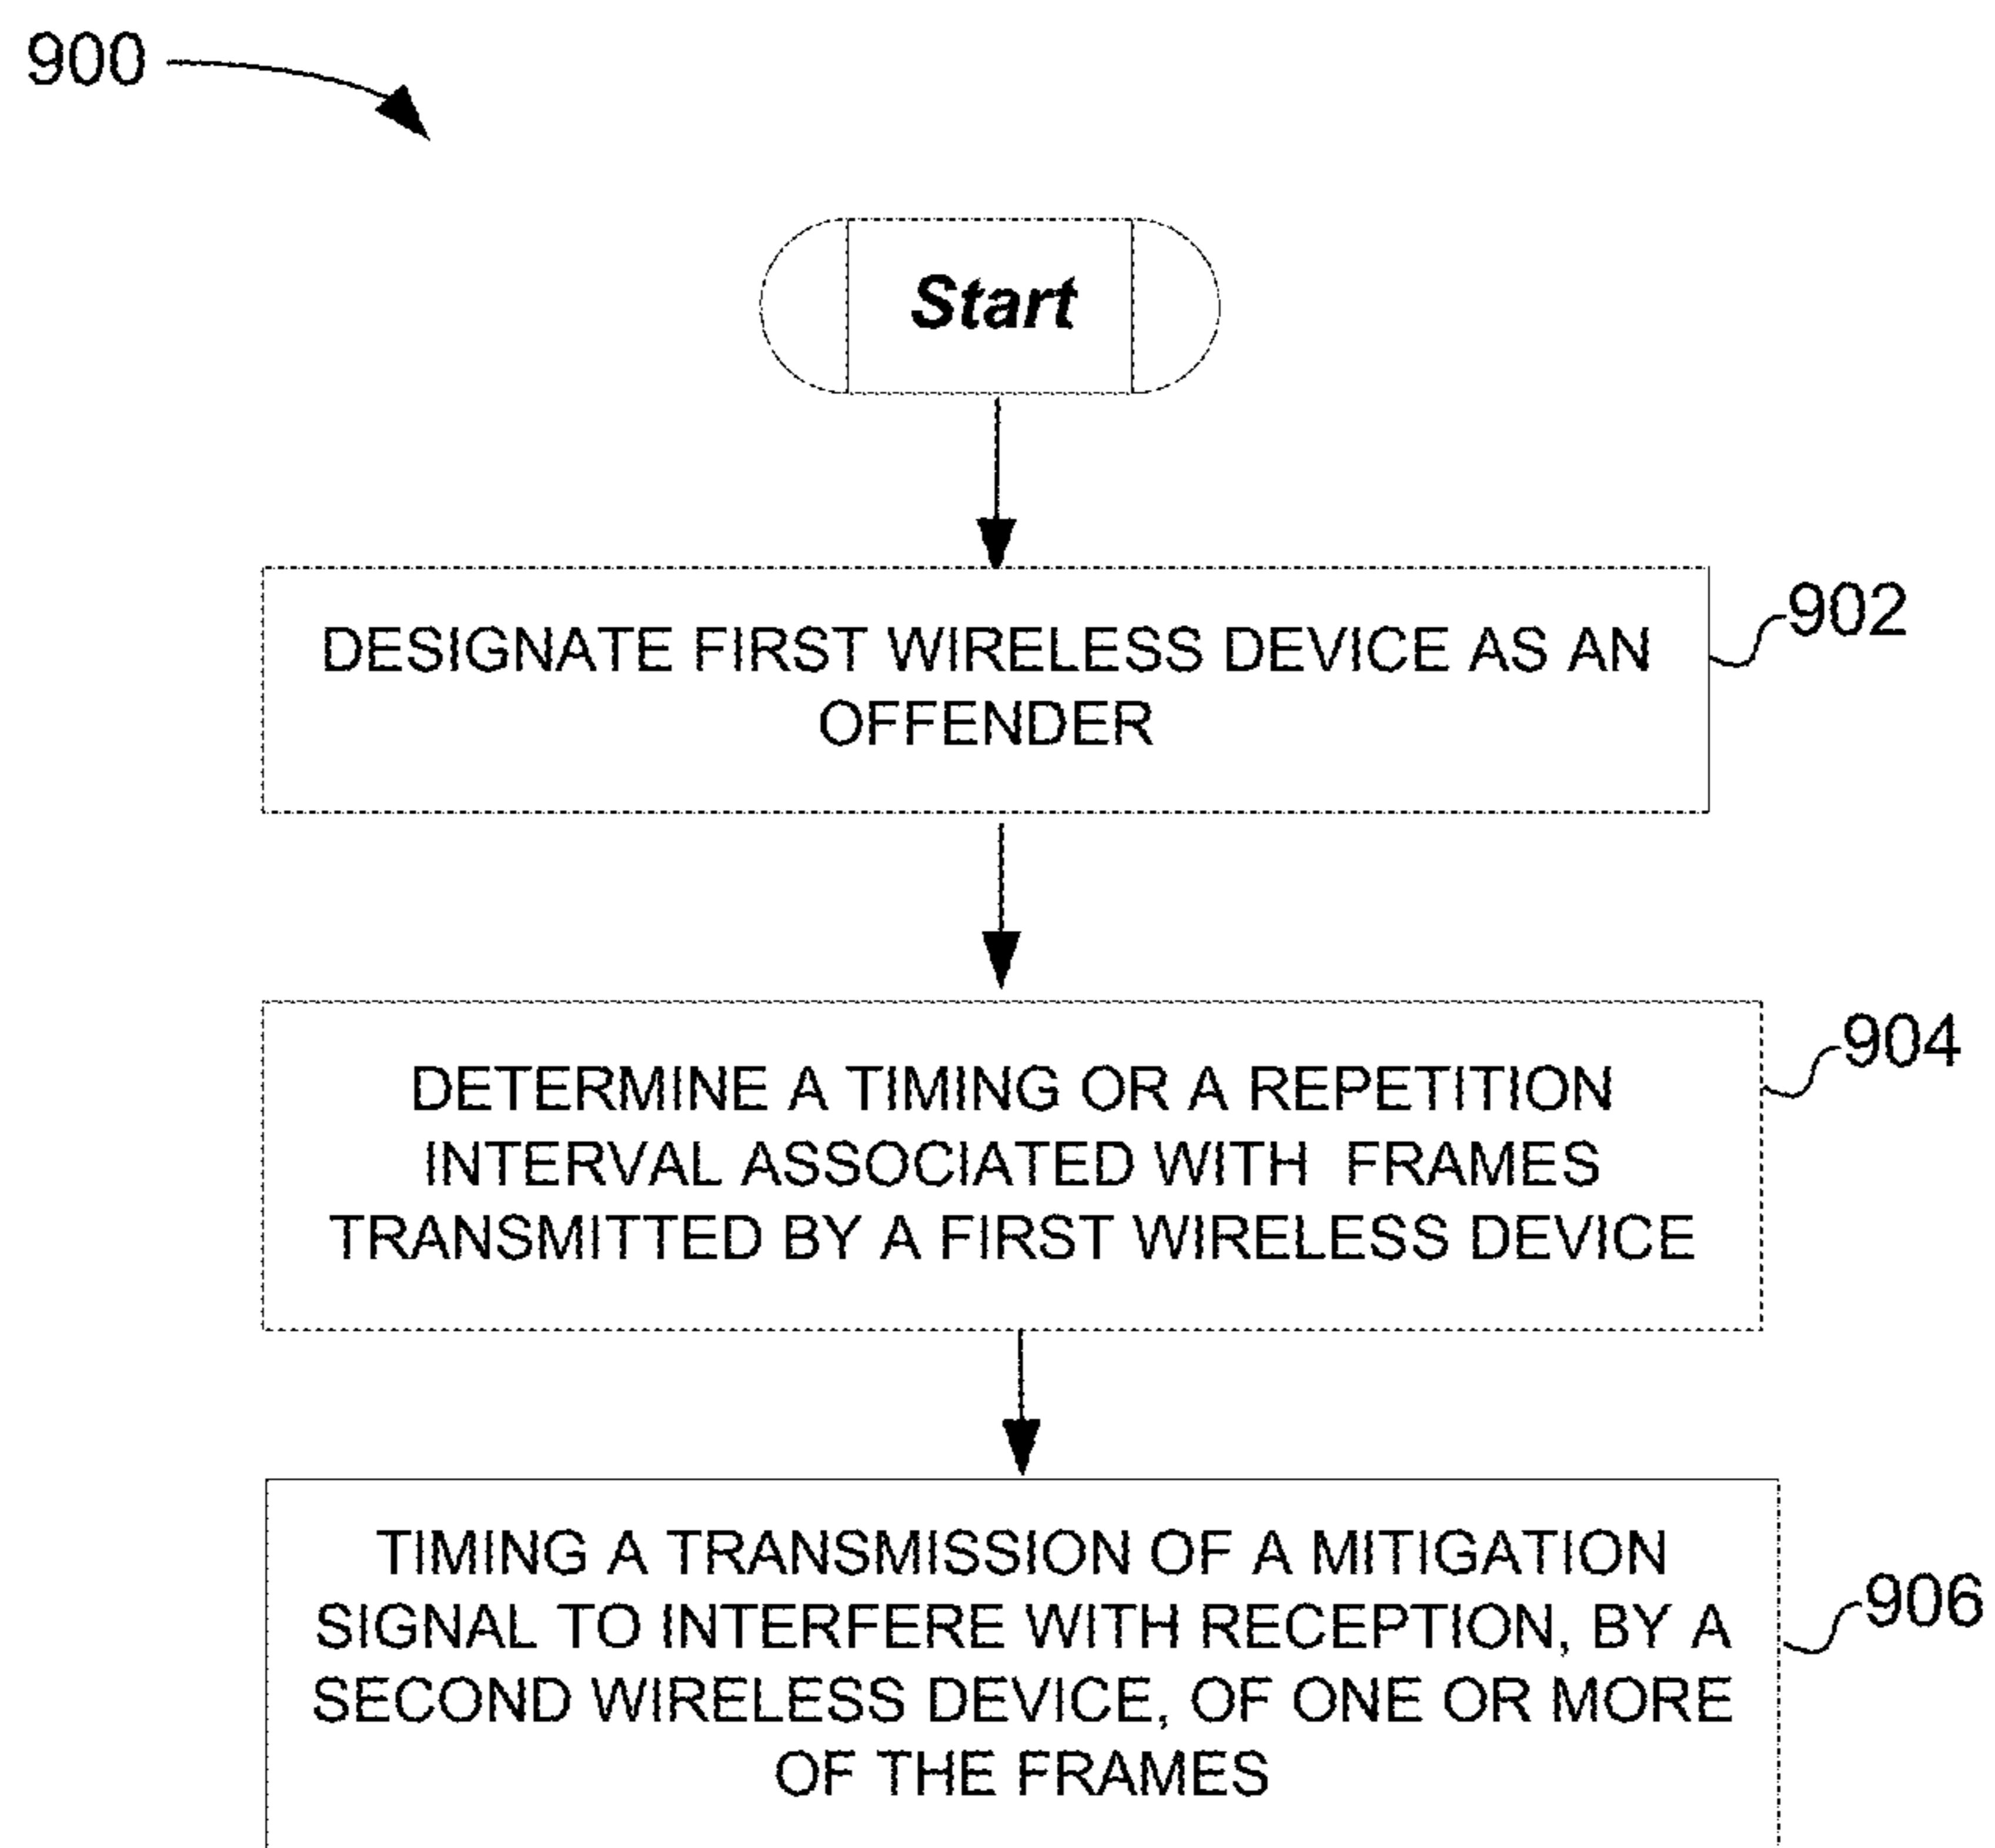 900
Start
DESIGNATE FIRST WIRELESS DEVICE AS AN
OFFENDER
902
DETERMINE A TIMING OR A REPETITION
INTERVAL ASSOCIATED WITH FRAMES
TRANSMITTED BY A FIRST WIRELESS DEVICE
904
TIMING A TRANSMISSION OF A MITIGATION
SIGNAL TO INTERFERE WITH RECEPTION, BY A
SECOND WIRELESS DEVICE, OF ONE OR MORE
OF THE FRAMES
906